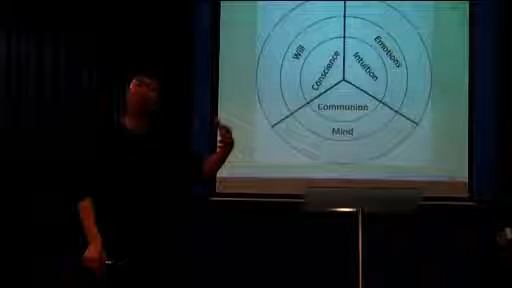 Will
Emotions
Conscience
Intuition
Communion
Mind